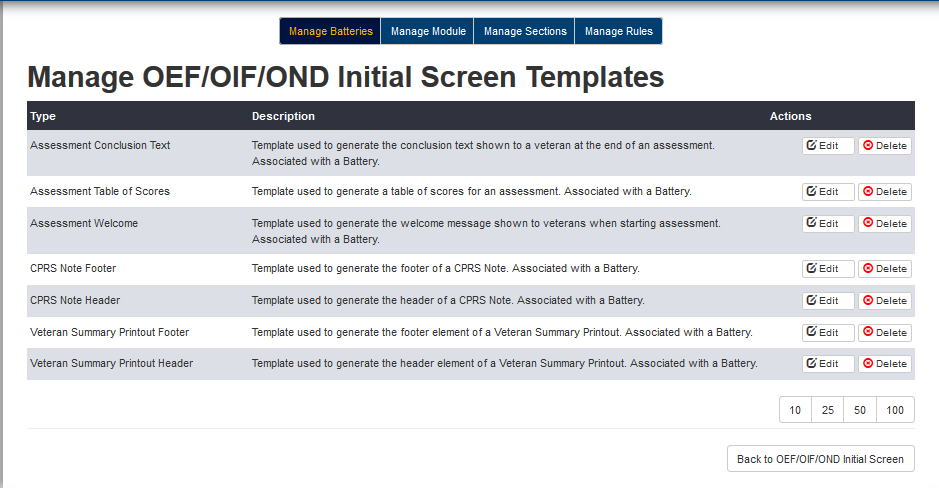 Manage Batteries Manage Module Manage Sections Manage Rules
Manage OEF/OIF/OND Initial Screen Templates
Type Description Actions
Assessment Conclusion Text Template used to generate the conclusion text shown to a veteran at the end of an assessment. Edit Delete
Associated with a Battery.
Assessment Table of Scores Template used to generate a table of scores for an assessment. Associated with a Battery. Edit Delete
Assessment Welcome Template used to generate the welcome message shown to veterans when starting assessment. Edit Delete
Associated with a Battery.
CPRS Note Footer Template used to generate the footer of a CPRS Note. Associated with a Battery. Edit Delete
CPRS Note Header Template used to generate the header of a CPRS Note. Associated with a Battery. Edit Delete
Veteran Summary Printout Footer Template used to generate the footer element of a Veteran Summary Printout. Associated with a Battery. Edit Delete
Veteran Summary Printout Header Template used to generate the header element of a Veteran Summary Printout. Associated with a Battery. Edit Delete
10 25 50 100
Back to OEF/OIF/OND Initial Screen